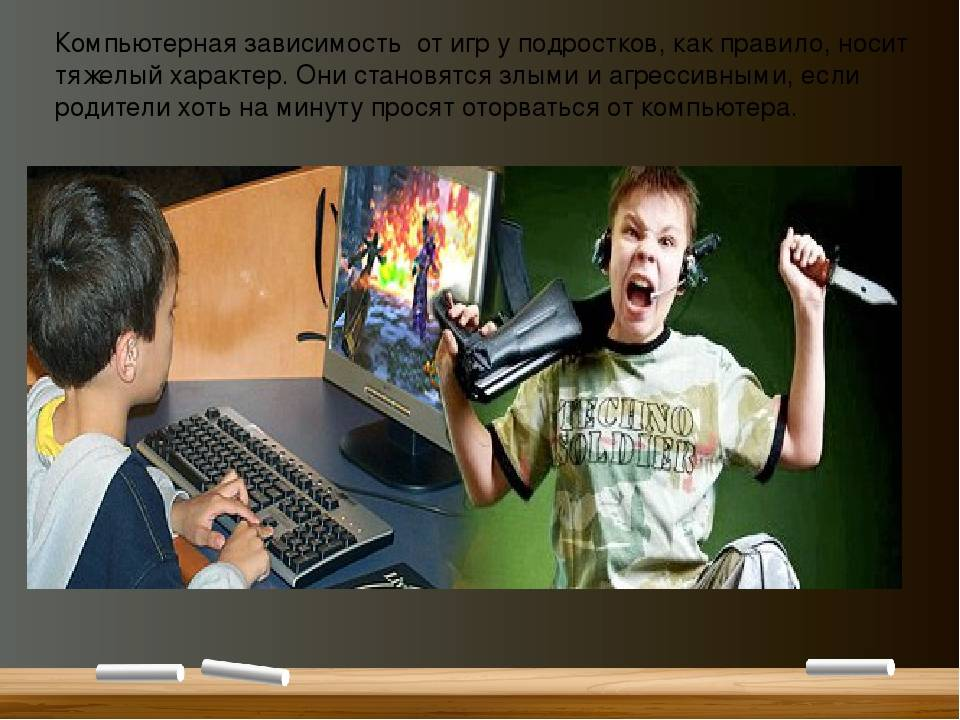 Компьютерная зависимость от игр у подростков, как правило, носит
тяжелый характер. Они становятся злыми и агрессивными, если
родители хоть на минуту просят оторваться от компьютера.
TECHNO
SOLDIER